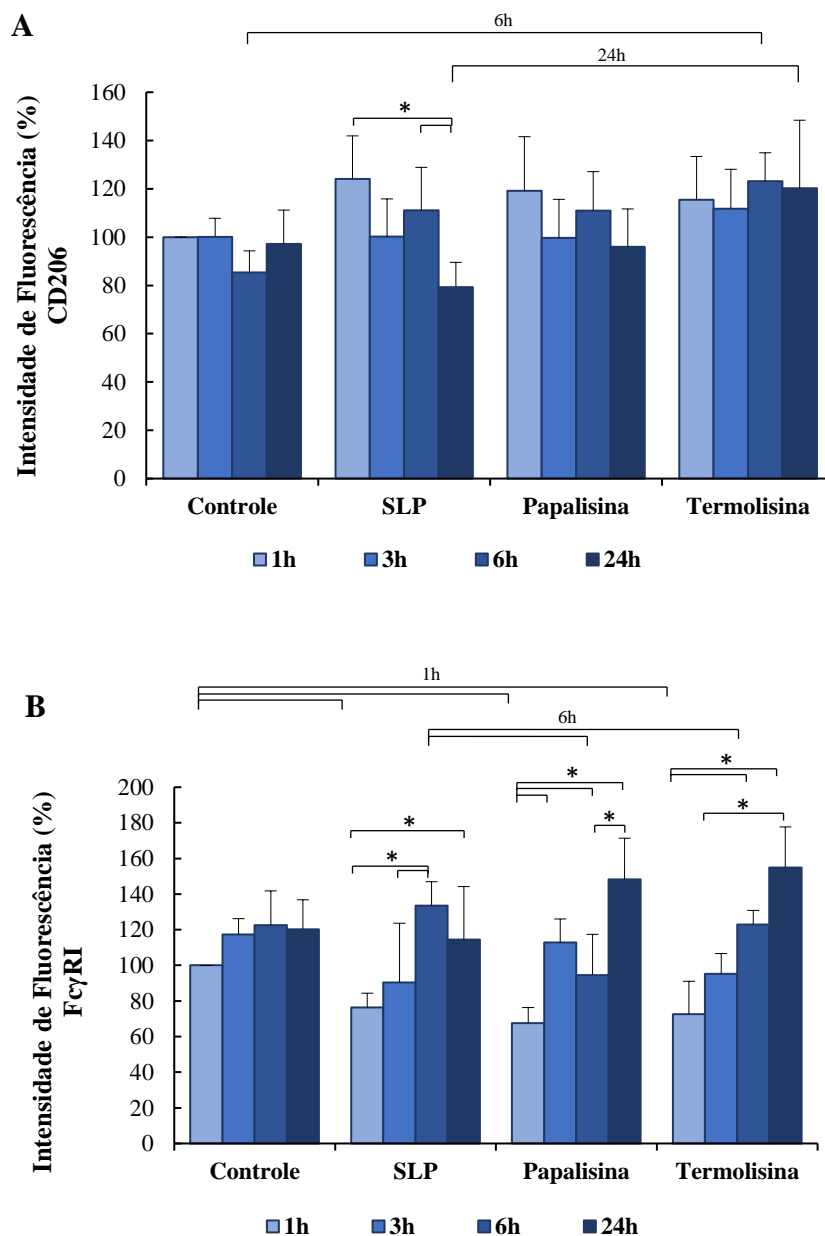 A
6h
24h
160
140
120
100
80
60
40
20
0
Intensidade de Fluorescência (%)
CD206
*
Controle SLP Papalisina Termolisina
1h 3h 6h 24h
B
1h
6h
200
180
160
140
120
100
80
60
40
20
0
Intensidade de Fluorescência (%)
FcγRI
* * * * * *
Controle SLP Papalisina Termolisina
1h 3h 6h 24h